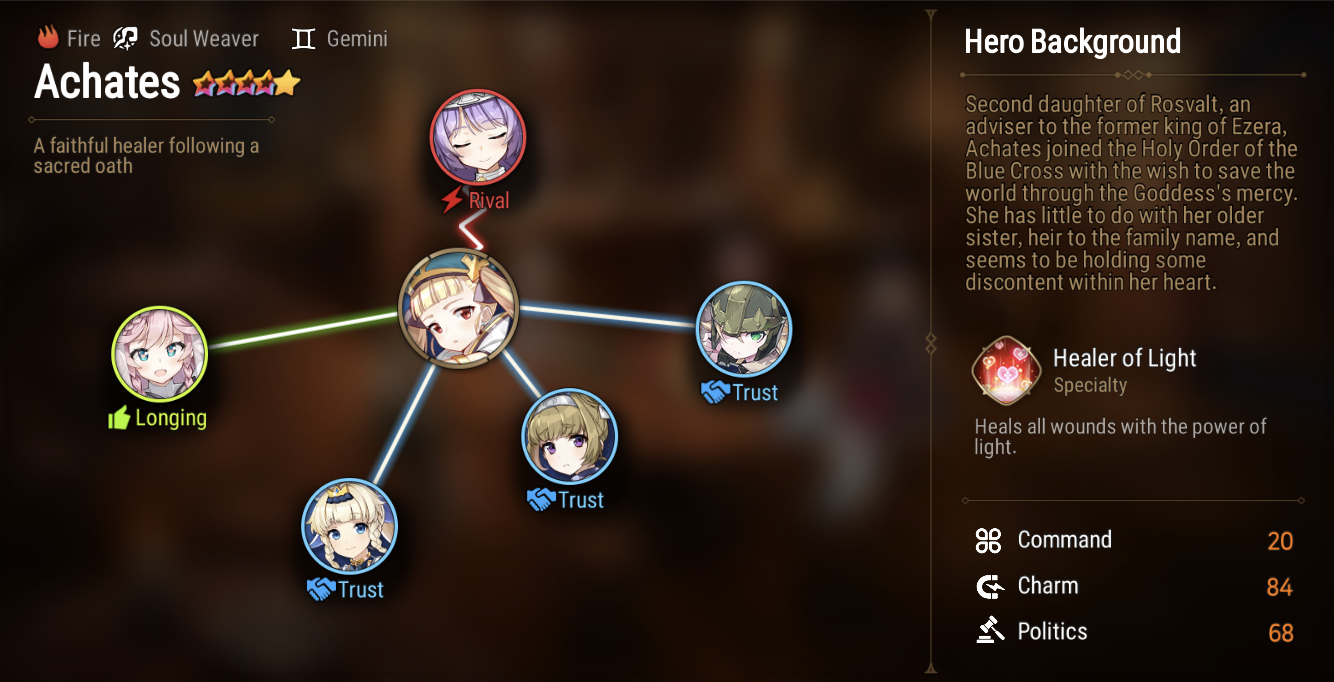 Fire Soul Weaver Gemini
Achates
A faithful healer following a
sacred oath
Rival
Longing
Trust
Trust
Trust
Hero Background
Second daughter of Rosvalt, an
adviser to the former king of Ezera,
Achates joined the Holy Order of the
Blue Cross with the wish to save the
world through the Goddess's mercy.
She has little to do with her older
sister, heir to the family name, and
seems to be holding some
discontent within her heart.
Healer of Light
Specialty
Heals all wounds with the power of
light.
Command 20
Charm 84
Politics 68